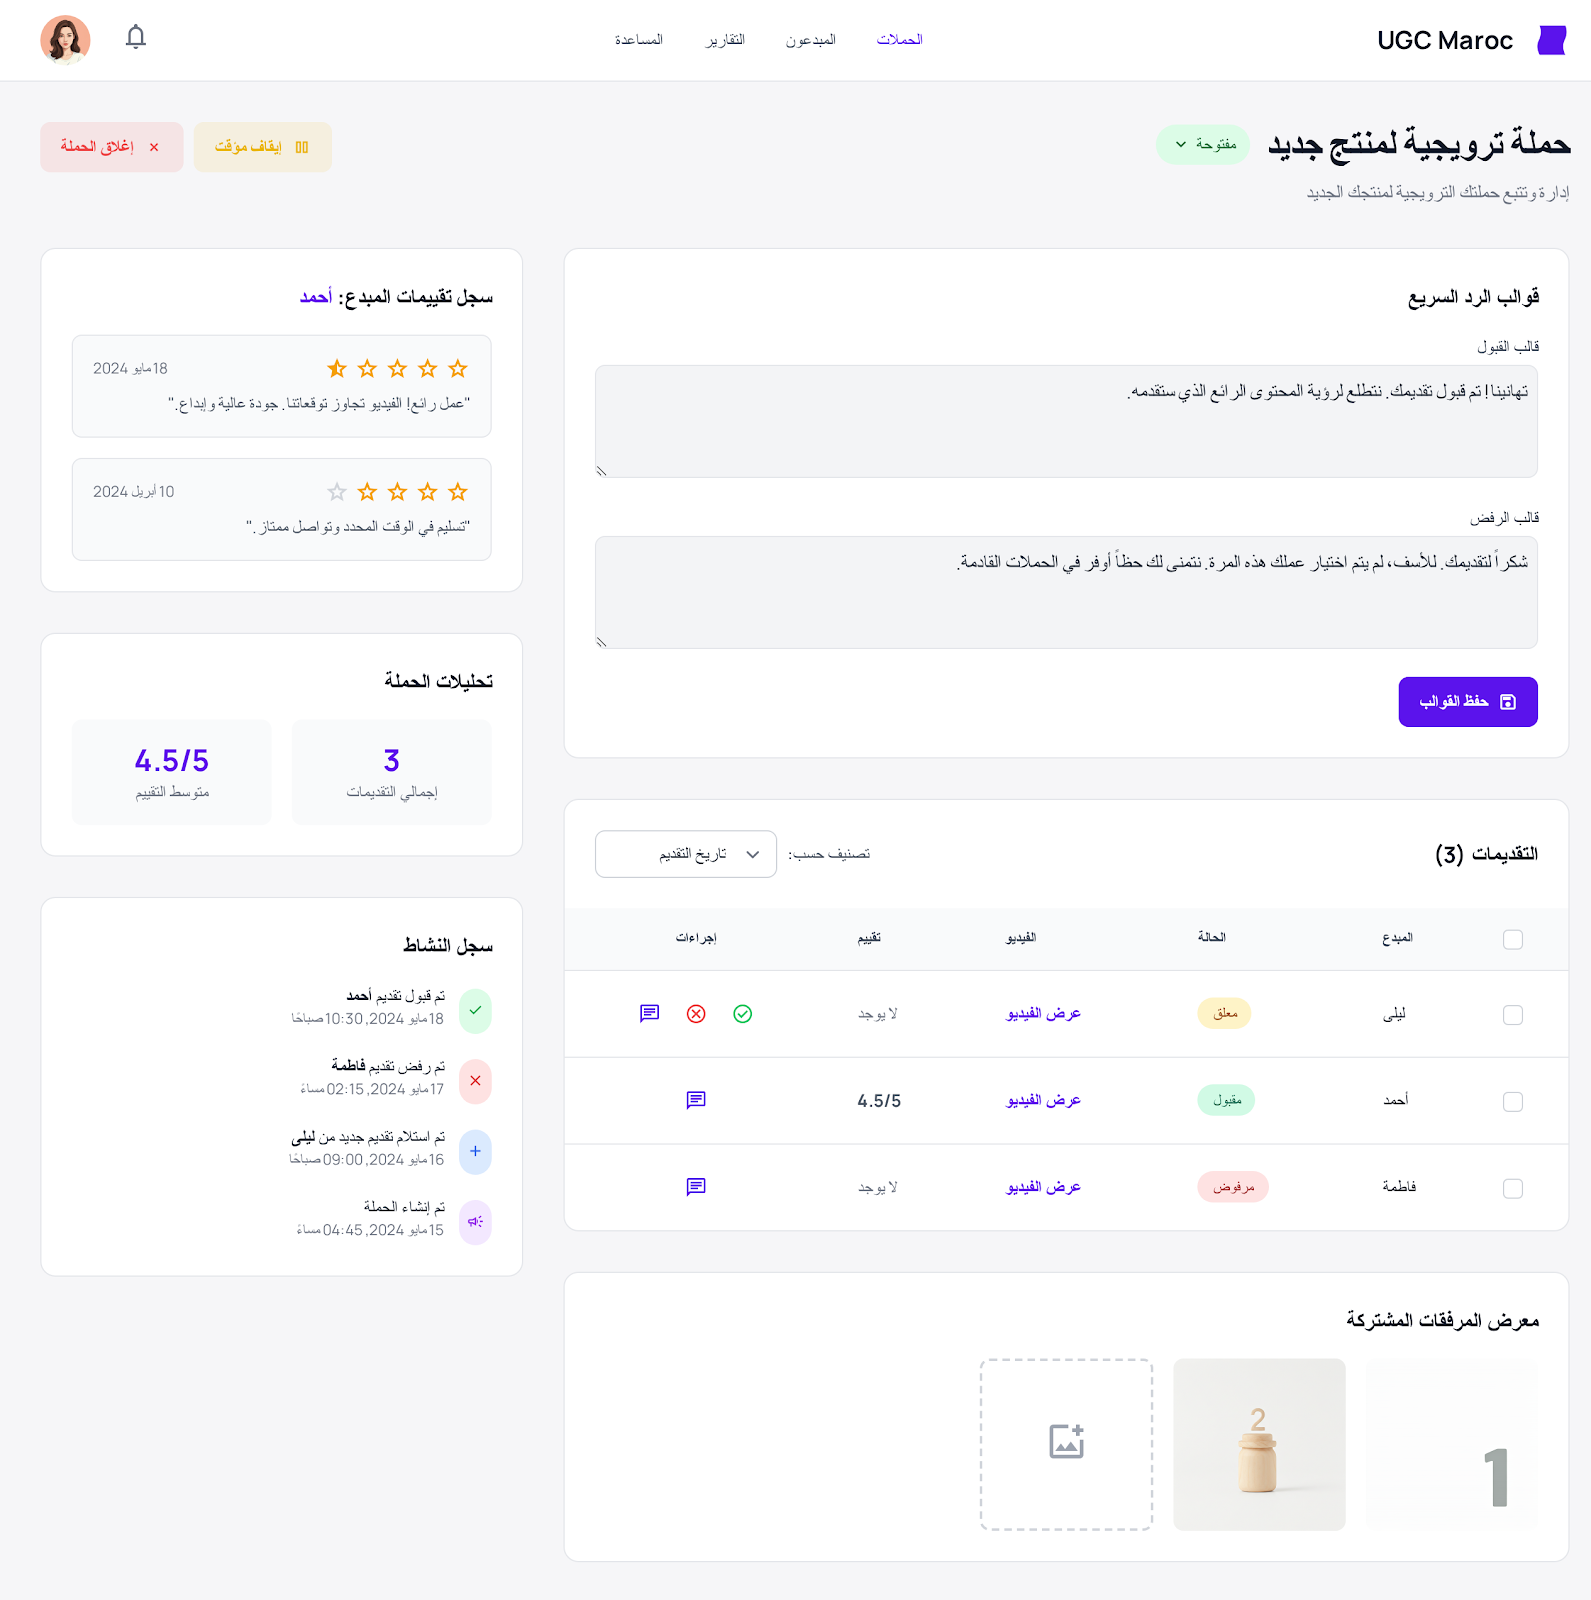 UGC Maroc
الحملات
المبدعون
التقارير
المساعدة
حملة ترويجية لمنتج جديد
مفتوحة
إدارة وتتبع حملتك الترويجية لمنتجك الجديد
إيقاف مؤقت
إغلاق الحملة
قوالب الرد السريع
قالب القبول
تهانينا! تم قبول تقديمك. نتطلع لرؤية المحتوى الرائع الذي ستقدمه.
قالب الرفض
شكراً لتقديمك. للأسف، لم يتم اختيار عملك هذه المرة. نتمنى لك حظاً أوفر في الحملات القادمة.
حفظ القوالب
التقديمات (3)
تصنيف حسب:
تاريخ التقديم
المبدع الحالة الفيديو تقييم إجراءات
ليلى معلق عرض الفيديو لا يوجد
أحمد مقبول عرض الفيديو 4.5/5
فاطمة مرفوض عرض الفيديو لا يوجد
معرض المرفقات المشتركة
1
2
سجل تقييمات المبدع: أحمد
18 مايو 2024
"عمل رائع! الفيديو تجاوز توقعاتنا. جودة عالية وإبداع."
10 أبريل 2024
"تسليم في الوقت المحدد وتواصل ممتاز."
تحليلات الحملة
3
إجمالي التقديمات
4.5/5
متوسط التقييم
سجل النشاط
تم قبول تقديم أحمد
18 مايو 2024, 10:30 صباحًا
تم رفض تقديم فاطمة
17 مايو 2024, 02:15 مساءً
تم استلام تقديم جديد من ليلى
16 مايو 2024, 09:00 صباحًا
تم إنشاء الحملة
15 مايو 2024, 04:45 مساءً